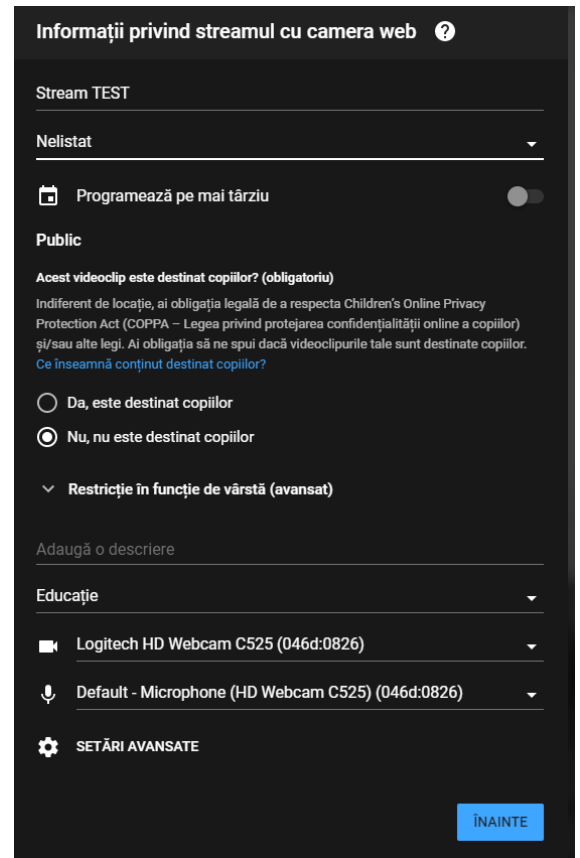 Informații privind streamul cu camera web ?
Stream TEST
Nelistat
Programează pe mai târziu
Public
Acest videoclip este destinat copiilor? (obligatoriu)
Indiferent de locație, ai obligația legală de a respecta Children's Online Privacy
Protection Act (COPPA – Legea privind protejarea confidențialității online a copiilor)
și/sau alte legi. Ai obligația să ne spui dacă videoclipurile tale sunt destinate copiilor.
Ce înseamnă conținut destinat copiilor?
Da, este destinat copiilor
Nu, nu este destinat copiilor
Restricție în funcție de vârstă (avansat)
Adaugă o descriere
Educație
Logitech HD Webcam C525 (046d:0826)
Default - Microphone (HD Webcam C525) (046d:0826)
SETĂRI AVANSATE
ÎNAINTE